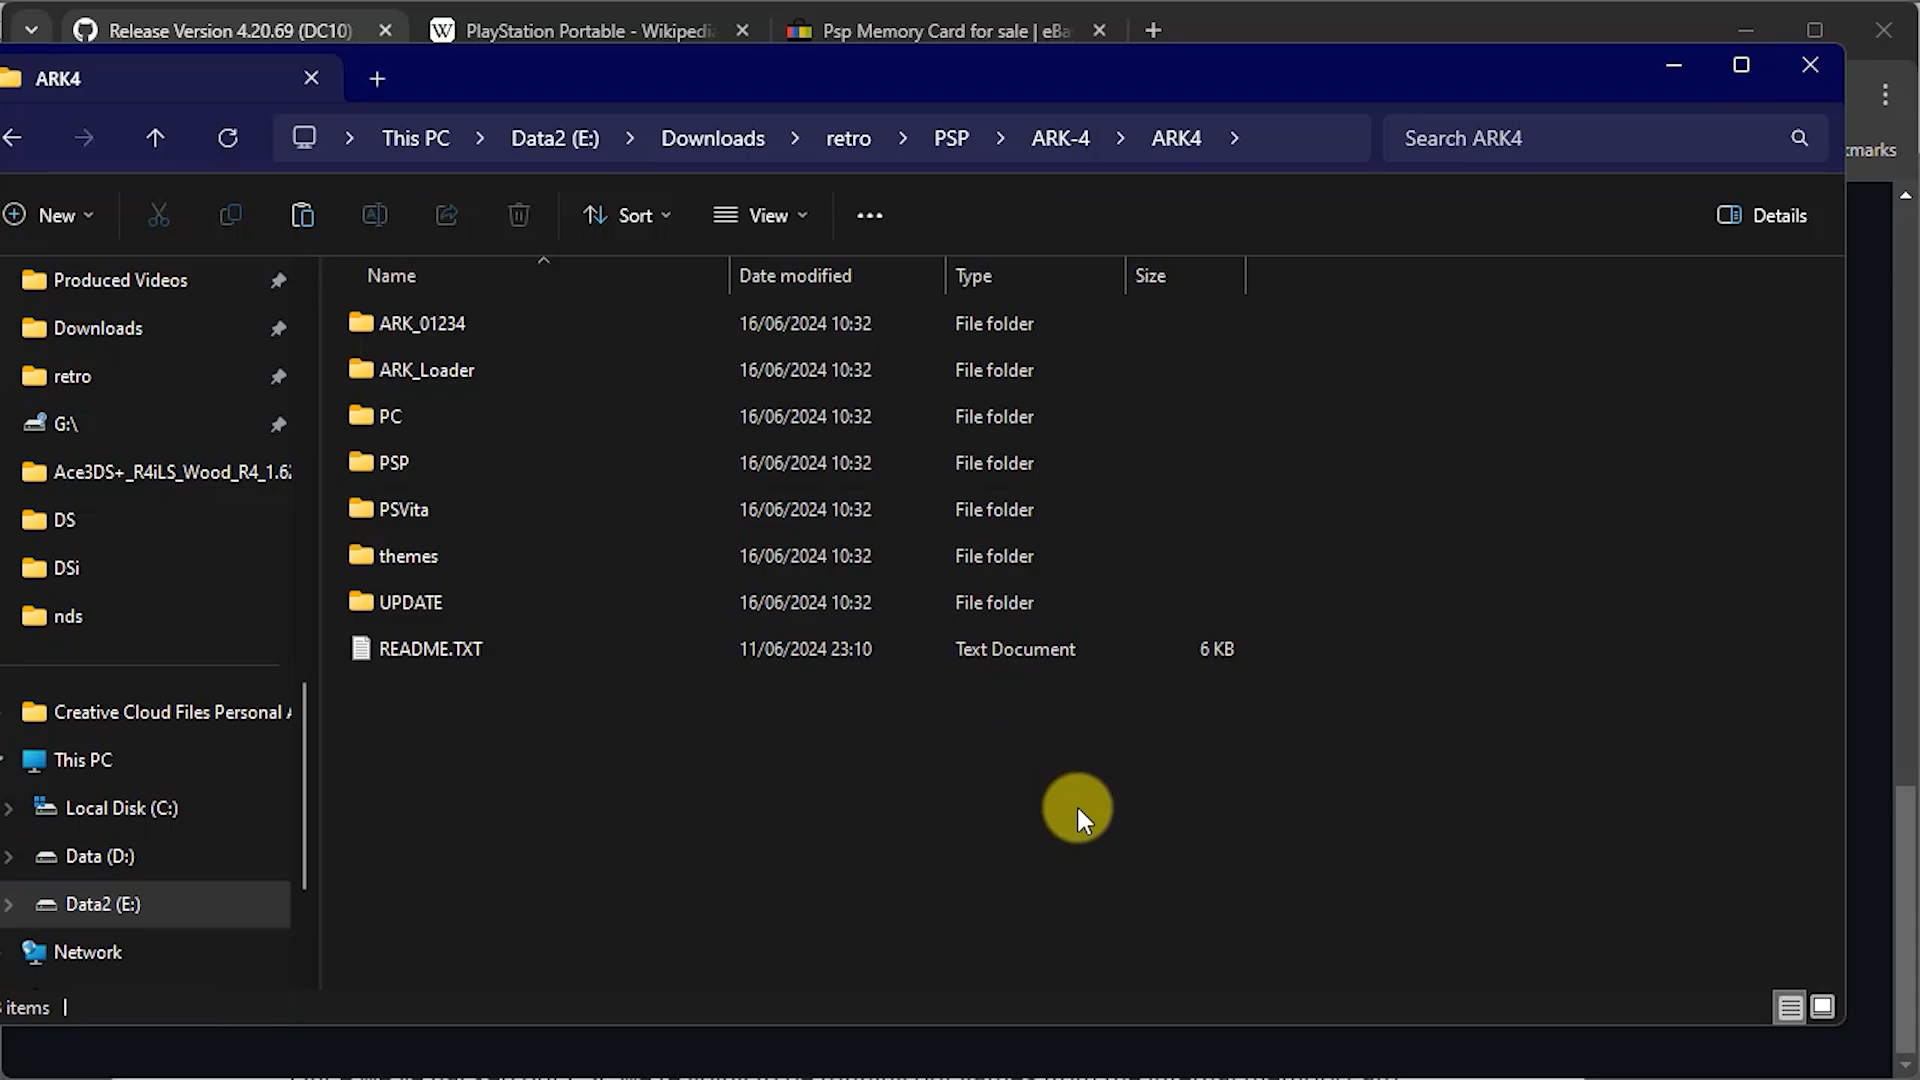 Release Version 4.20.69 (DC10)
PlayStation Portable - Wikipedi
Psp Memory Card for sale | eBa
ARK4
This PC > Data2 (E:) > Downloads > retro > PSP > ARK-4 > ARK4 >
Search ARK4
kmarks
New
Sort
View
Details
Name
Date modified
Type
Size
Produced Videos
Downloads
retro
G:\
Ace3DS+_R4iLS_Wood_R4_1.62
DS
DSi
nds
Creative Cloud Files Personal A
This PC
Local Disk (C:)
Data (D:)
Data2 (E:)
Network
ARK_01234 16/06/2024 10:32 File folder
ARK_Loader 16/06/2024 10:32 File folder
PC 16/06/2024 10:32 File folder
PSP 16/06/2024 10:32 File folder
PSVita 16/06/2024 10:32 File folder
themes 16/06/2024 10:32 File folder
UPDATE 16/06/2024 10:32 File folder
README.TXT 11/06/2024 23:10 Text Document 6 KB
items